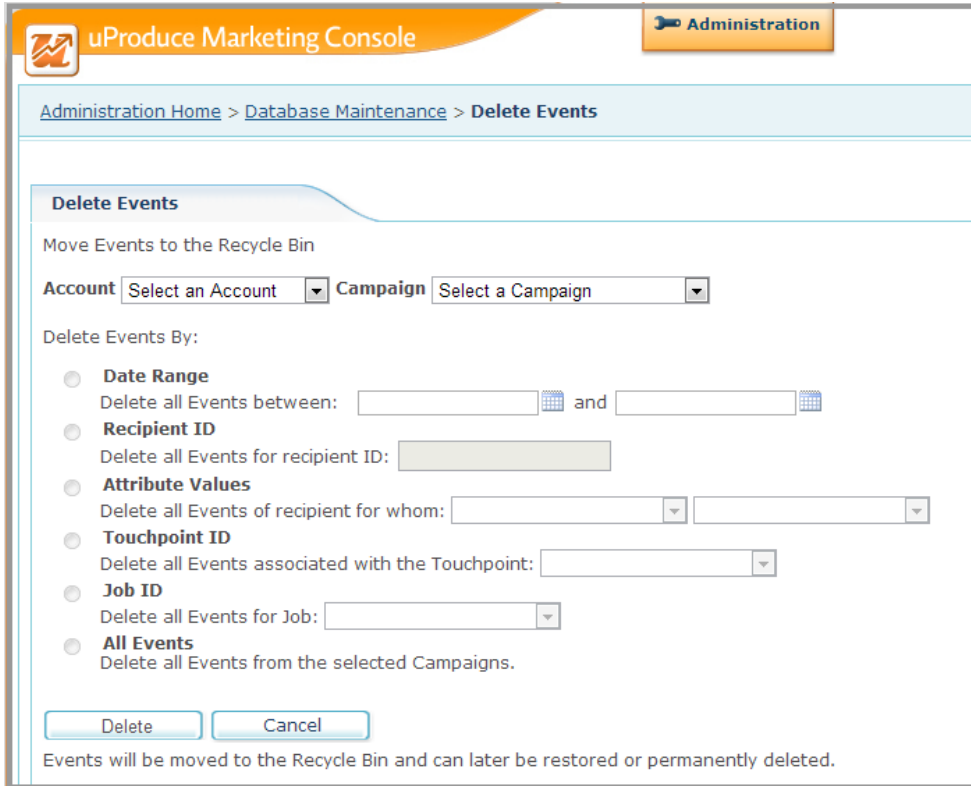 uProduce Marketing Console
Administration
Administration Home > Database Maintenance > Delete Events
Delete Events
Move Events to the Recycle Bin
Account Select an Account Campaign Select a Campaign
Delete Events By:
Date Range
Delete all Events between: and
Recipient ID
Delete all Events for recipient ID:
Attribute Values
Delete all Events of recipient for whom:
Touchpoint ID
Delete all Events associated with the Touchpoint:
Job ID
Delete all Events for Job:
All Events
Delete all Events from the selected Campaigns.
Delete Cancel
Events will be moved to the Recycle Bin and can later be restored or permanently deleted.